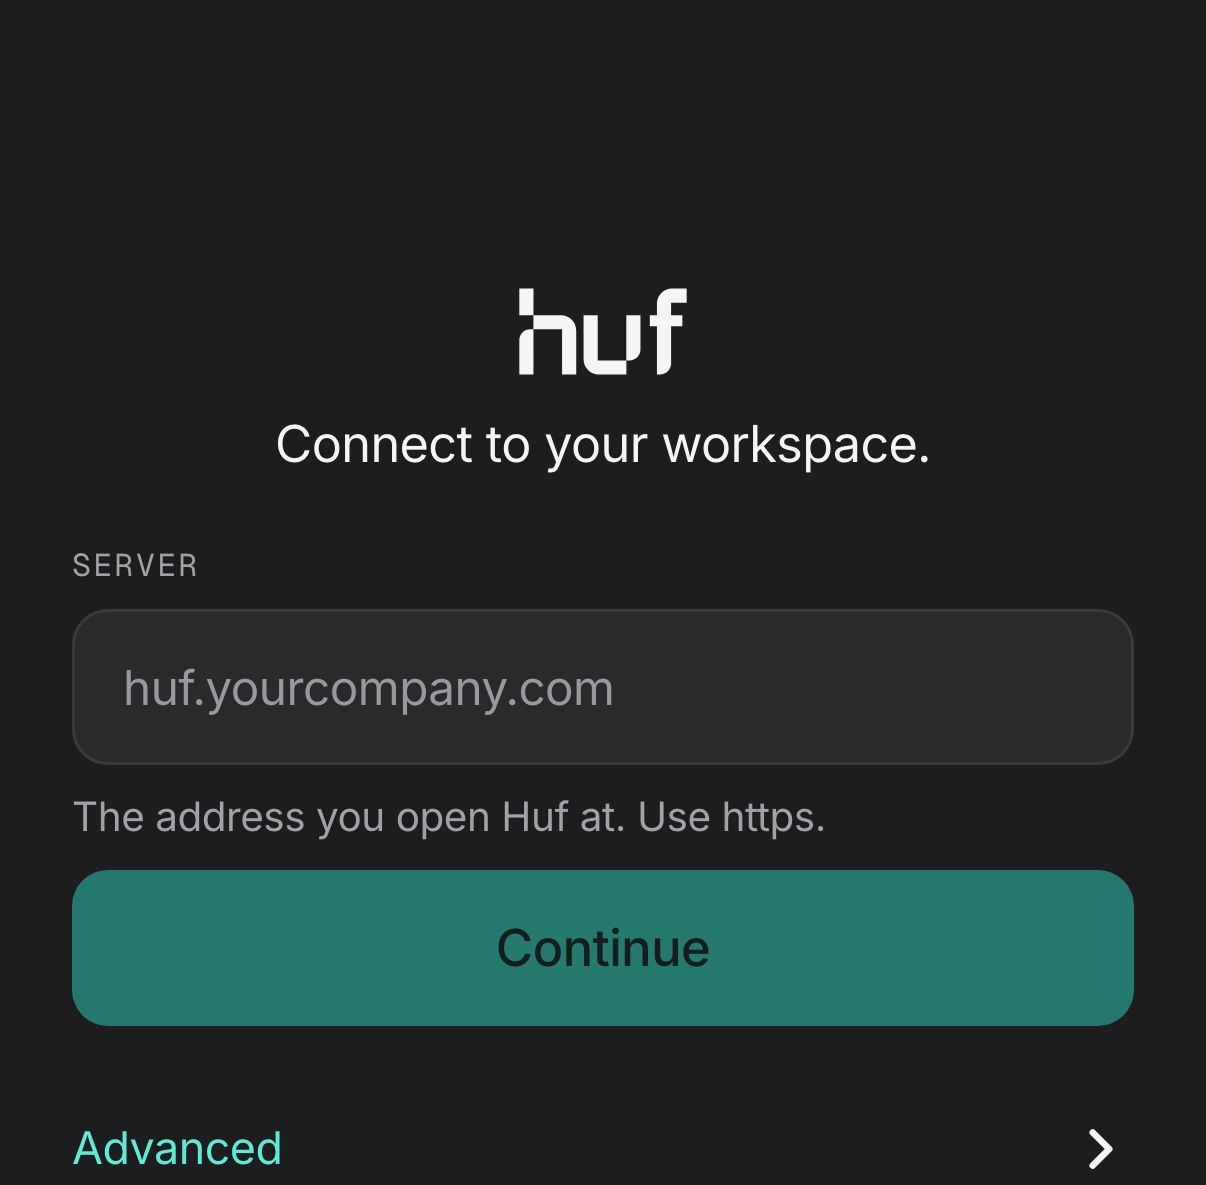 huf
Connect to your workspace.
SERVER
huf.yourcompany.com
The address you open Huf at. Use https.
Continue
Advanced